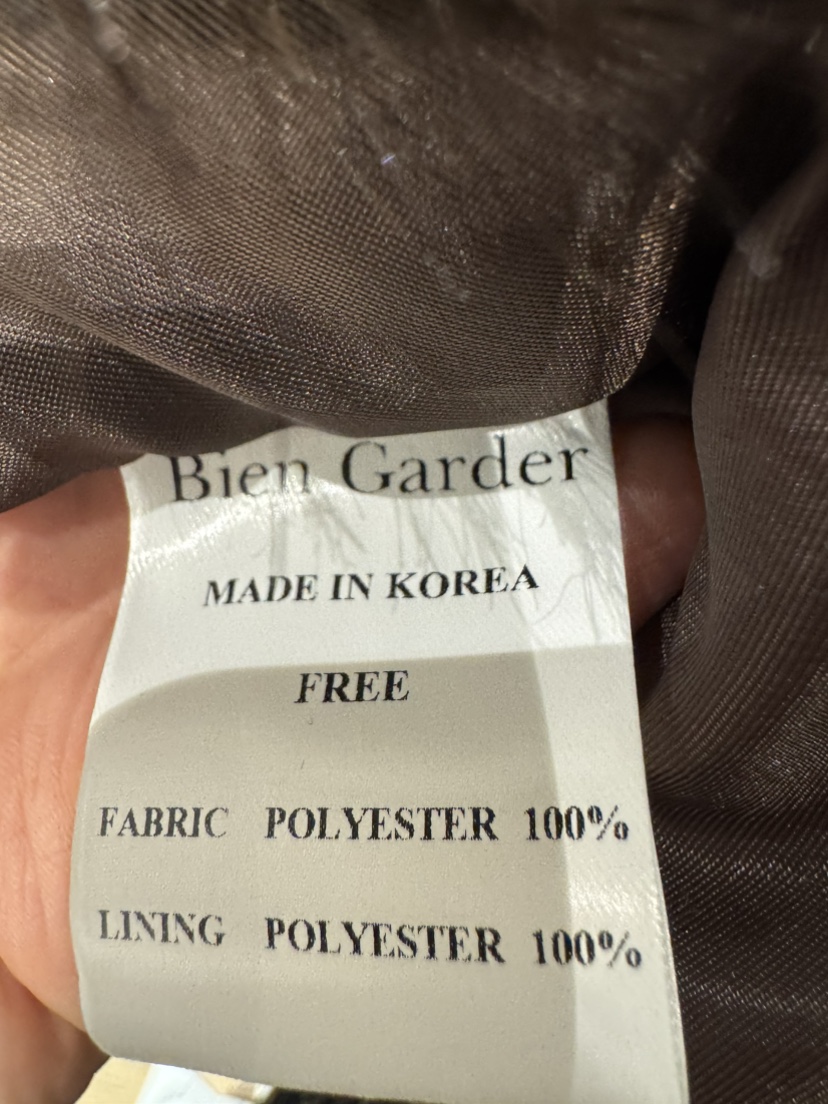 Bien Garder
MADE IN KOREA
FREE
FABRIC POLYESTER 100%
LINING POLYESTER 100%